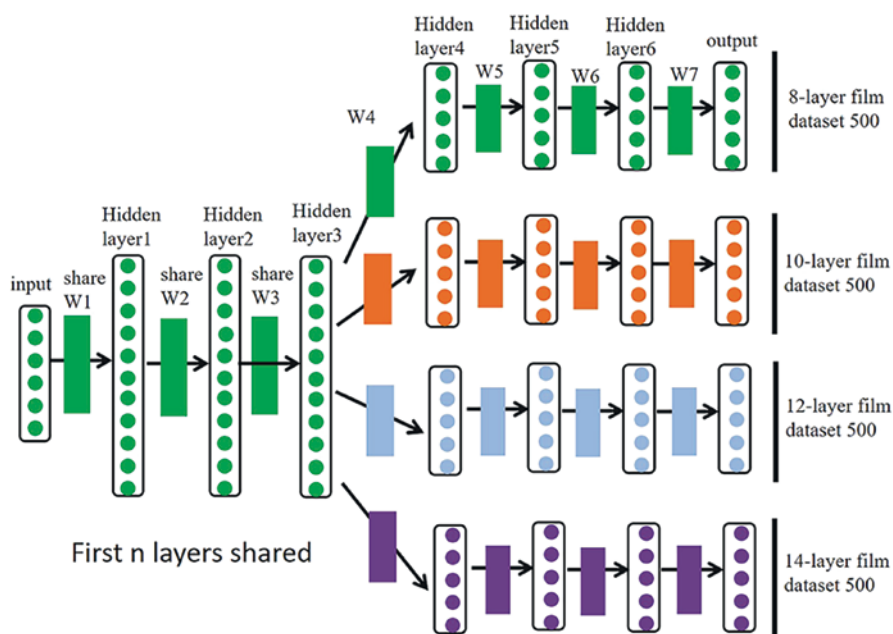 input
share
W1
Hidden
layer1
share
W2
Hidden
layer2
share
W3
Hidden
layer3
W4
Hidden
layer4
W5
Hidden
layer5
W6
Hidden
layer6
W7
output
8-layer film
dataset 500
10-layer film
dataset 500
12-layer film
dataset 500
14-layer film
dataset 500
First n layers shared